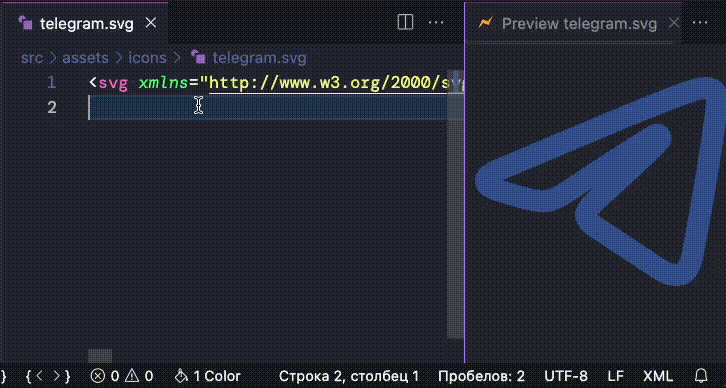 telegram.svg
Preview telegram.svg
src > assets > icons > telegram.svg
1 <svg xmlns="http://www.w3.org/2000/svg
2
} {< >} 0 0 1 Color Строка 2, столбец 1 Пробелов: 2 UTF-8 LF XML